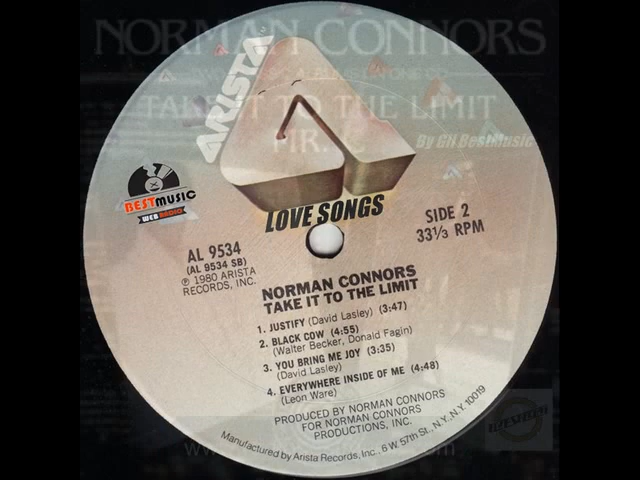 NORMAN CONNORS
TAKE IT TO THE LIMIT
ARISTA
By GH BestMusic
BESTMUSIC
WEB RADIO
LOVE SONGS
SIDE 2
33⅓ RPM
AL 9534
(AL 9534 SB)
℗ 1980 ARISTA
RECORDS, INC.
NORMAN CONNORS
TAKE IT TO THE LIMIT
1. JUSTIFY (David Lasley) (3:47)
2. BLACK COW (4:55)
(Walter Becker, Donald Fagin)
3. YOU BRING ME JOY (3:35)
(David Lasley)
4. EVERYWHERE INSIDE OF ME (4:48)
(Leon Ware)
PRODUCED BY NORMAN CONNORS
FOR NORMAN CONNORS
PRODUCTIONS, INC.
Manufactured by Arista Records, Inc., 6 W. 57th St., N.Y., N.Y. 10019